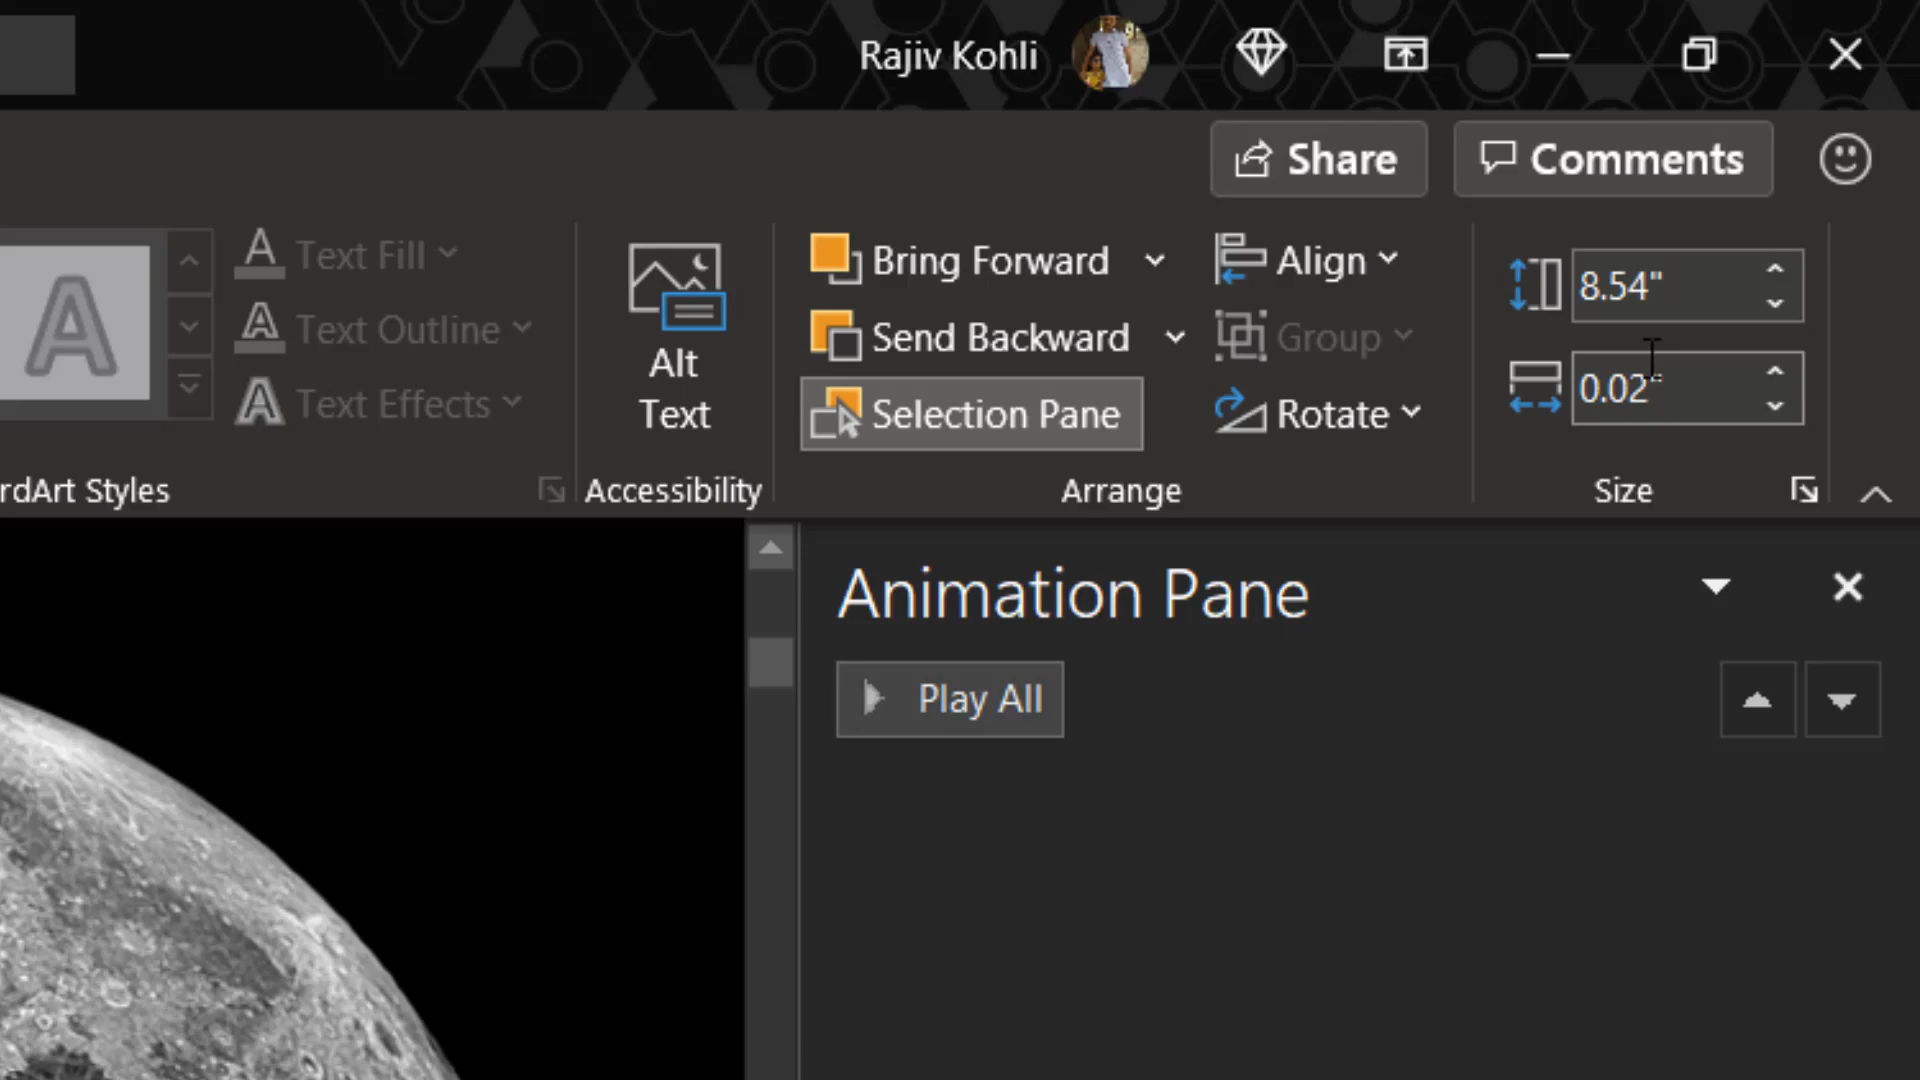 Rajiv Kohli
Share
Comments
Text Fill
Text Outline
Text Effects
Alt
Text
Bring Forward
Send Backward
Selection Pane
Align
Group
Rotate
8.54"
0.02"
rdArt Styles
Accessibility
Arrange
Size
Animation Pane
Play All